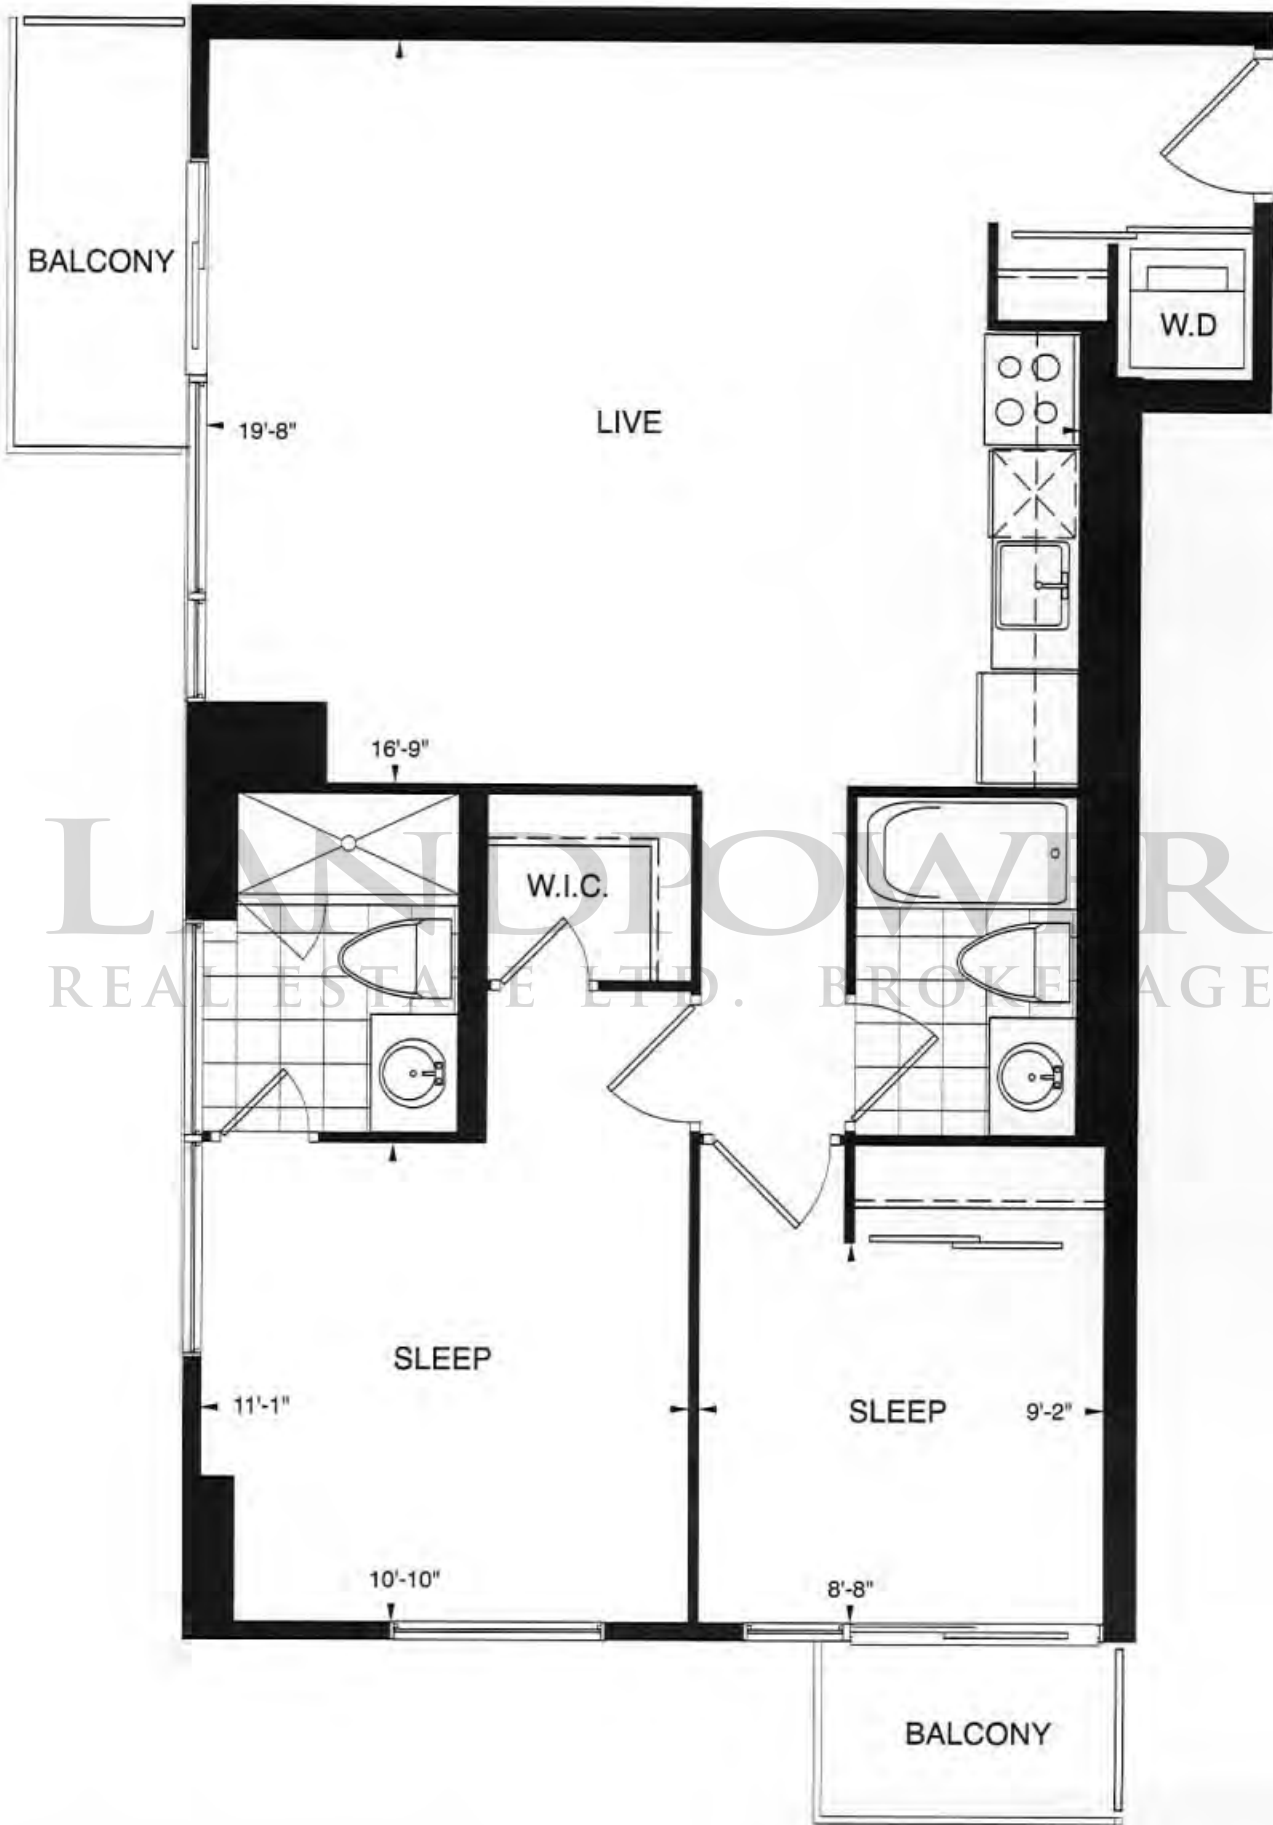 BALCONY
W.D
LIVE
19'-8"
16'-9"
W.I.C.
LANDPOWER
REAL ESTATE LTD. BROKERAGE
SLEEP
11'-1"
SLEEP
9'-2"
10'-10"
8'-8"
BALCONY